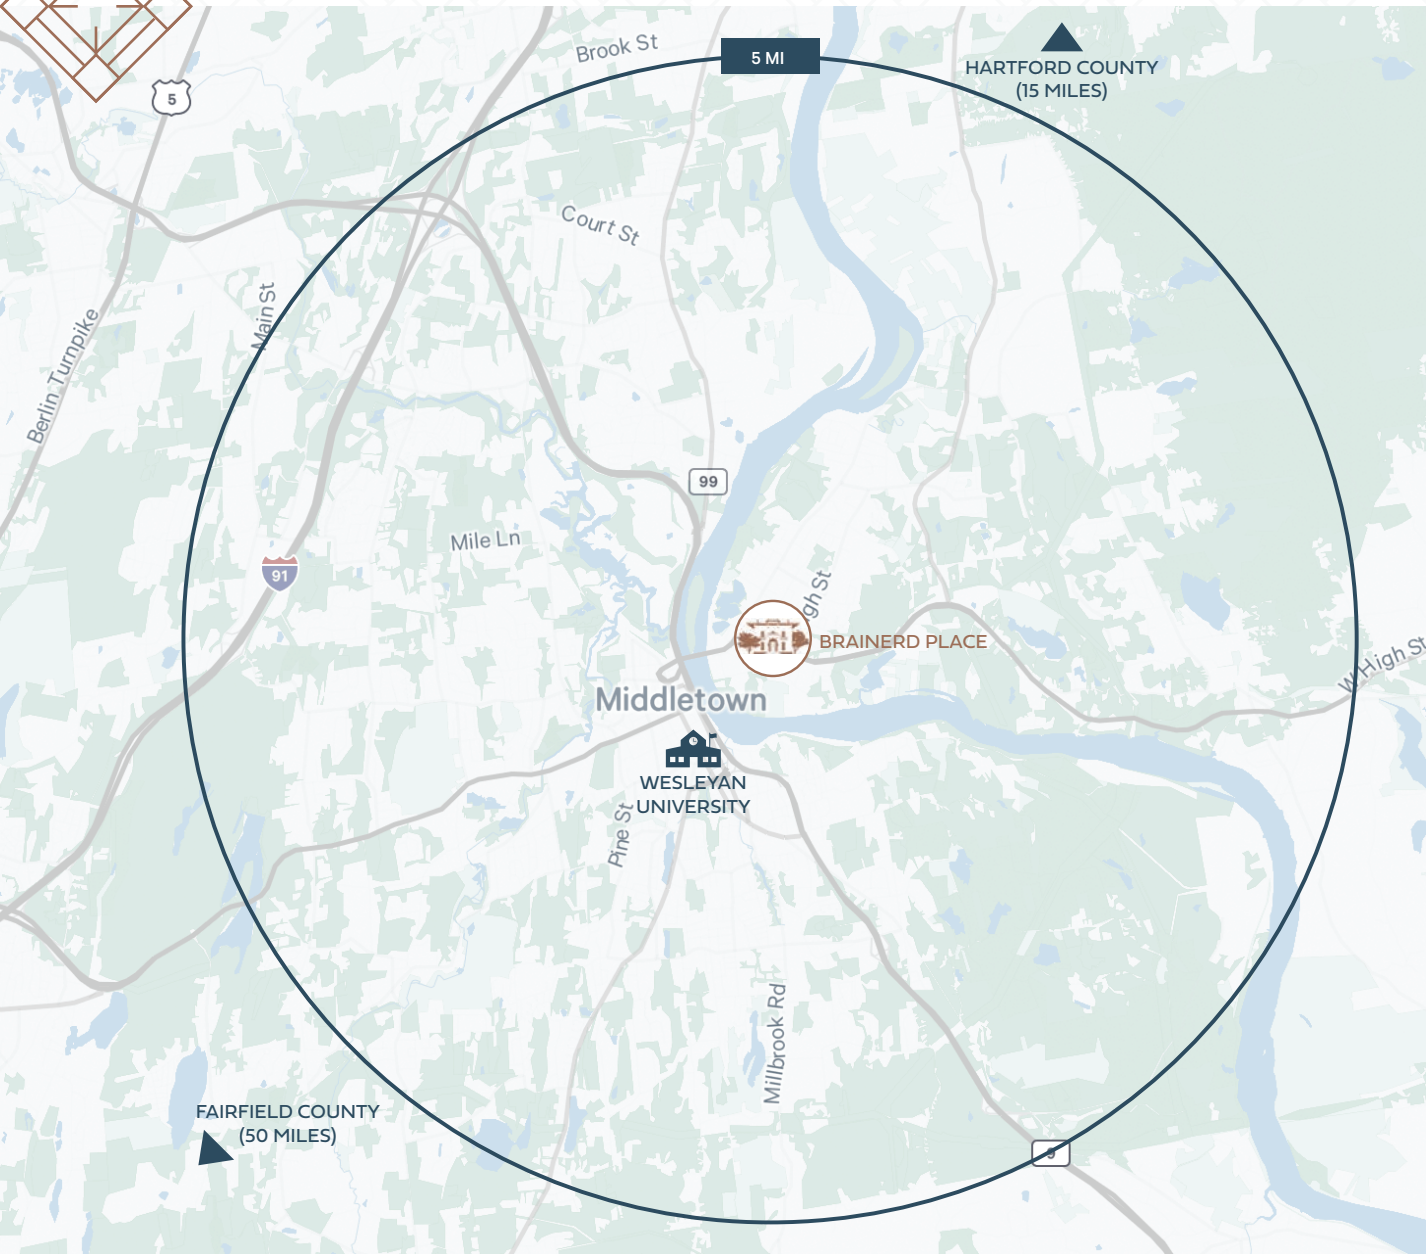 Brook St
5 MI
HARTFORD COUNTY
(15 MILES)
5
Court St
Main St
Berlin Turnpike
99
Mile Ln
91
gh St
BRAINERD PLACE
W High St
Middletown
WESLEYAN
UNIVERSITY
Pine St
Millbrook Rd
FAIRFIELD COUNTY
(50 MILES)
9